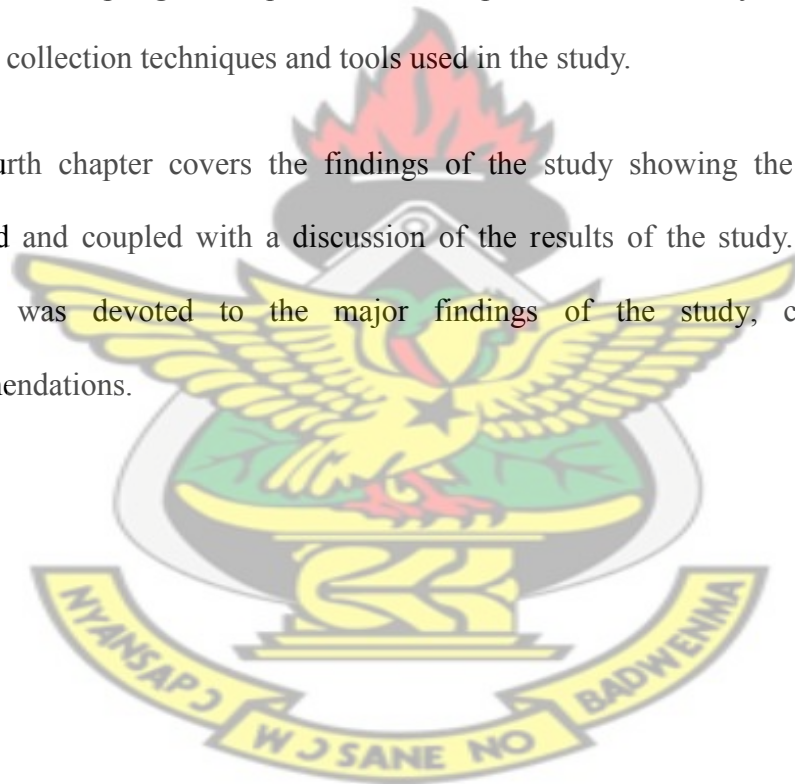 collection techniques and tools used in the study.
urth chapter covers the findings of the study showing the
d and coupled with a discussion of the results of the study.
was devoted to the major findings of the study, c
endations.
NYANSAPƆ
WƆ SANE NO
BADWENMA